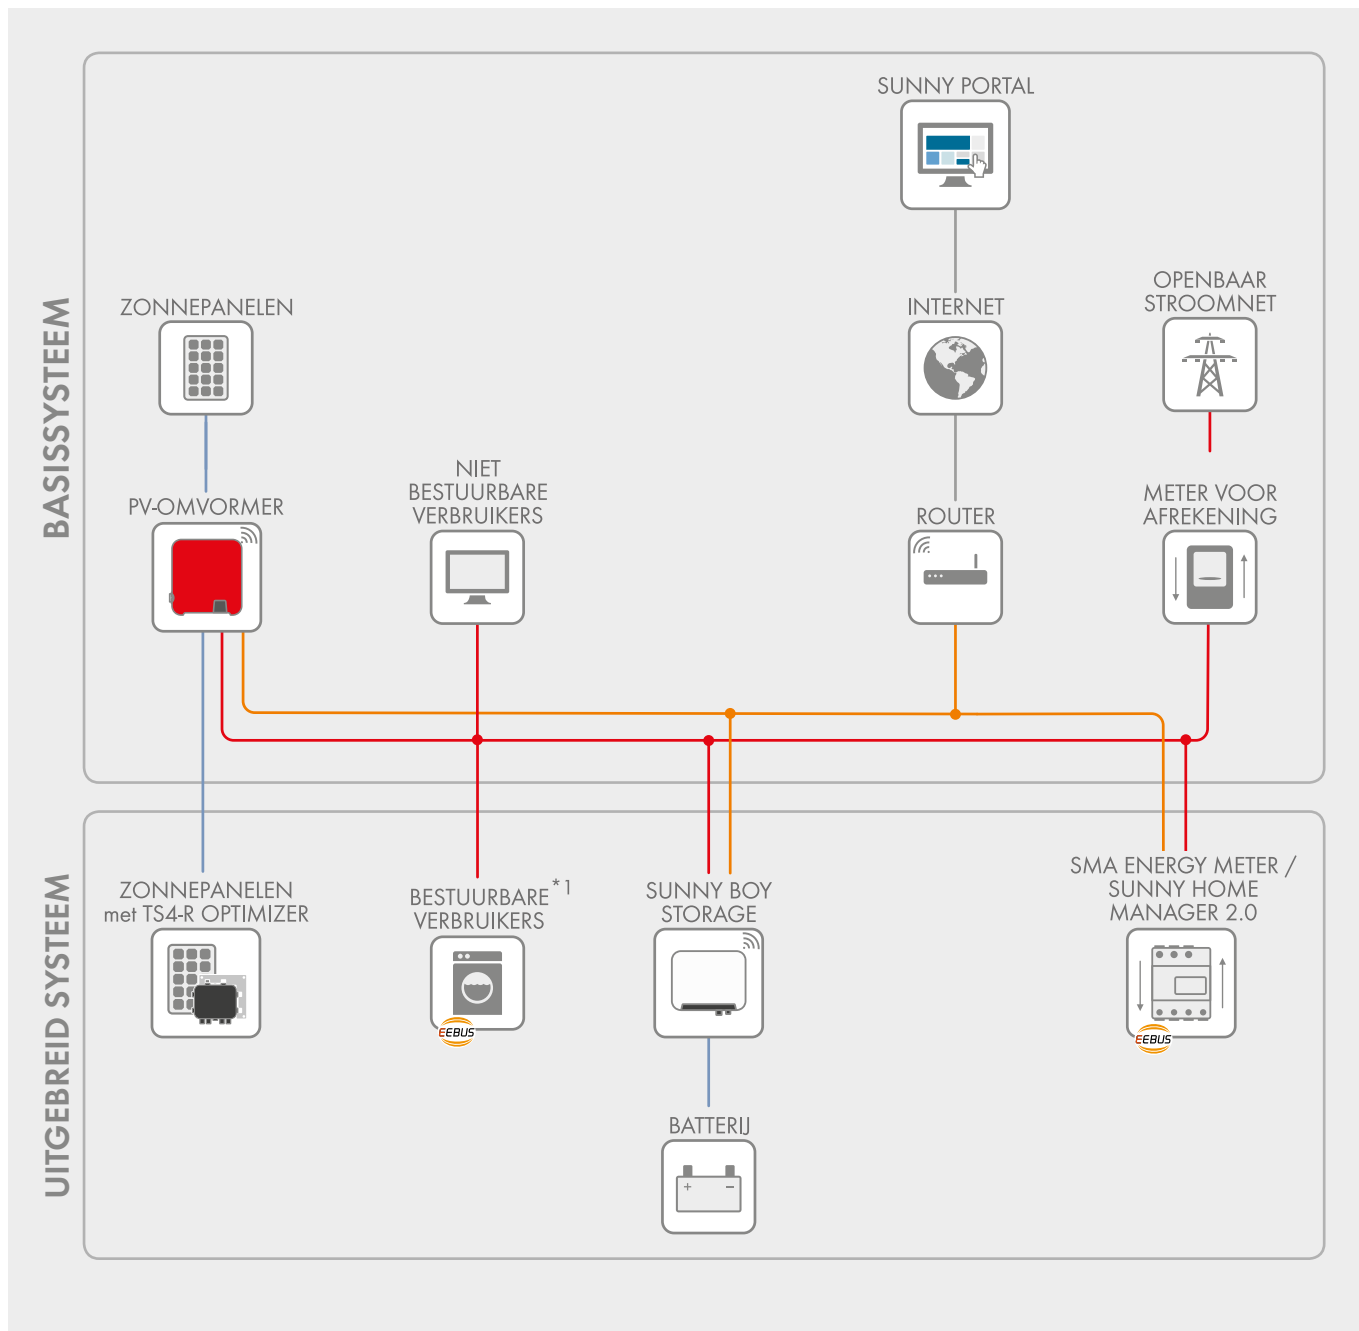 BASISSYSTEEM
SUNNY PORTAL
ZONNEPANELEN
INTERNET
OPENBAAR
STROOMNET
PV-OMVORMER
NIET
BESTUURBARE
VERBRUIKERS
ROUTER
METER VOOR
AFREKENING
UITGEBREID SYSTEEM
ZONNEPANELEN
met TS4-R OPTIMIZER
BESTUURBARE *1
VERBRUIKERS
EEBUS
SUNNY BOY
STORAGE
SMA ENERGY METER /
SUNNY HOME
MANAGER 2.0
EEBUS
BATTERIJ
+ −